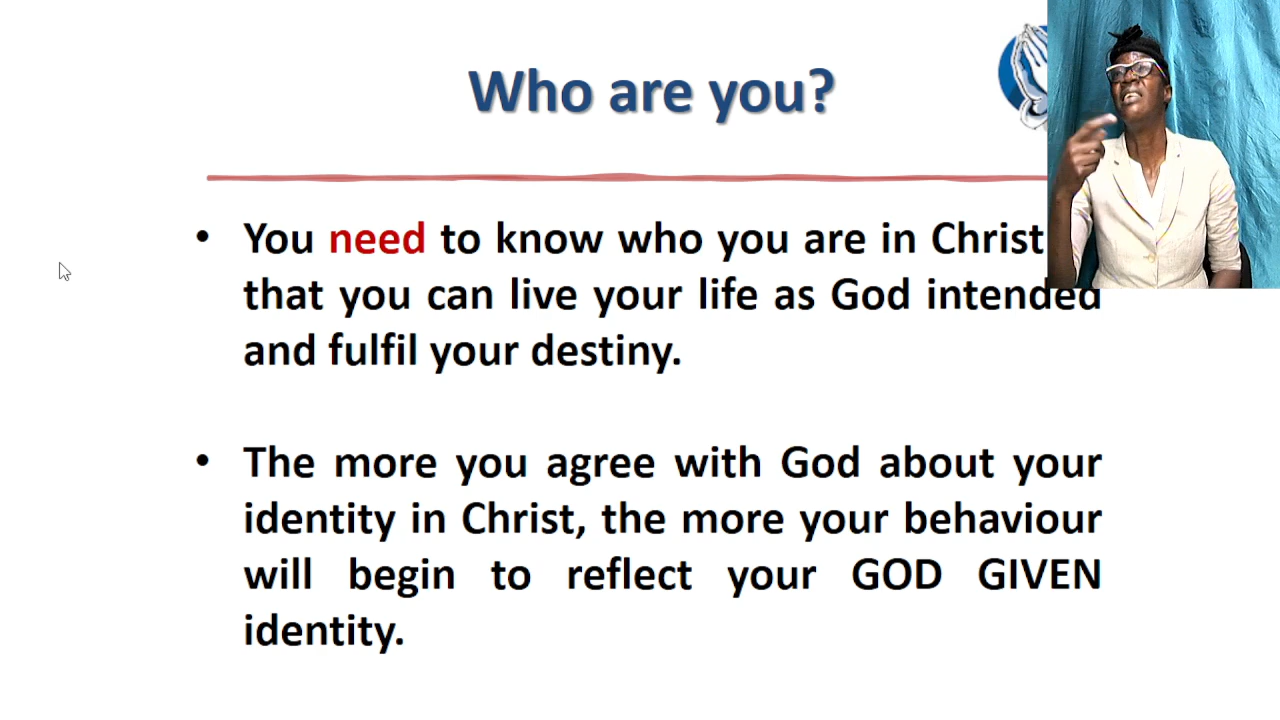 Who are you?
• You need to know who you are in Christ
that you can live your life as God intended
and fulfil your destiny.
• The more you agree with God about your
identity in Christ, the more your behaviour
will begin to reflect your GOD GIVEN
identity.